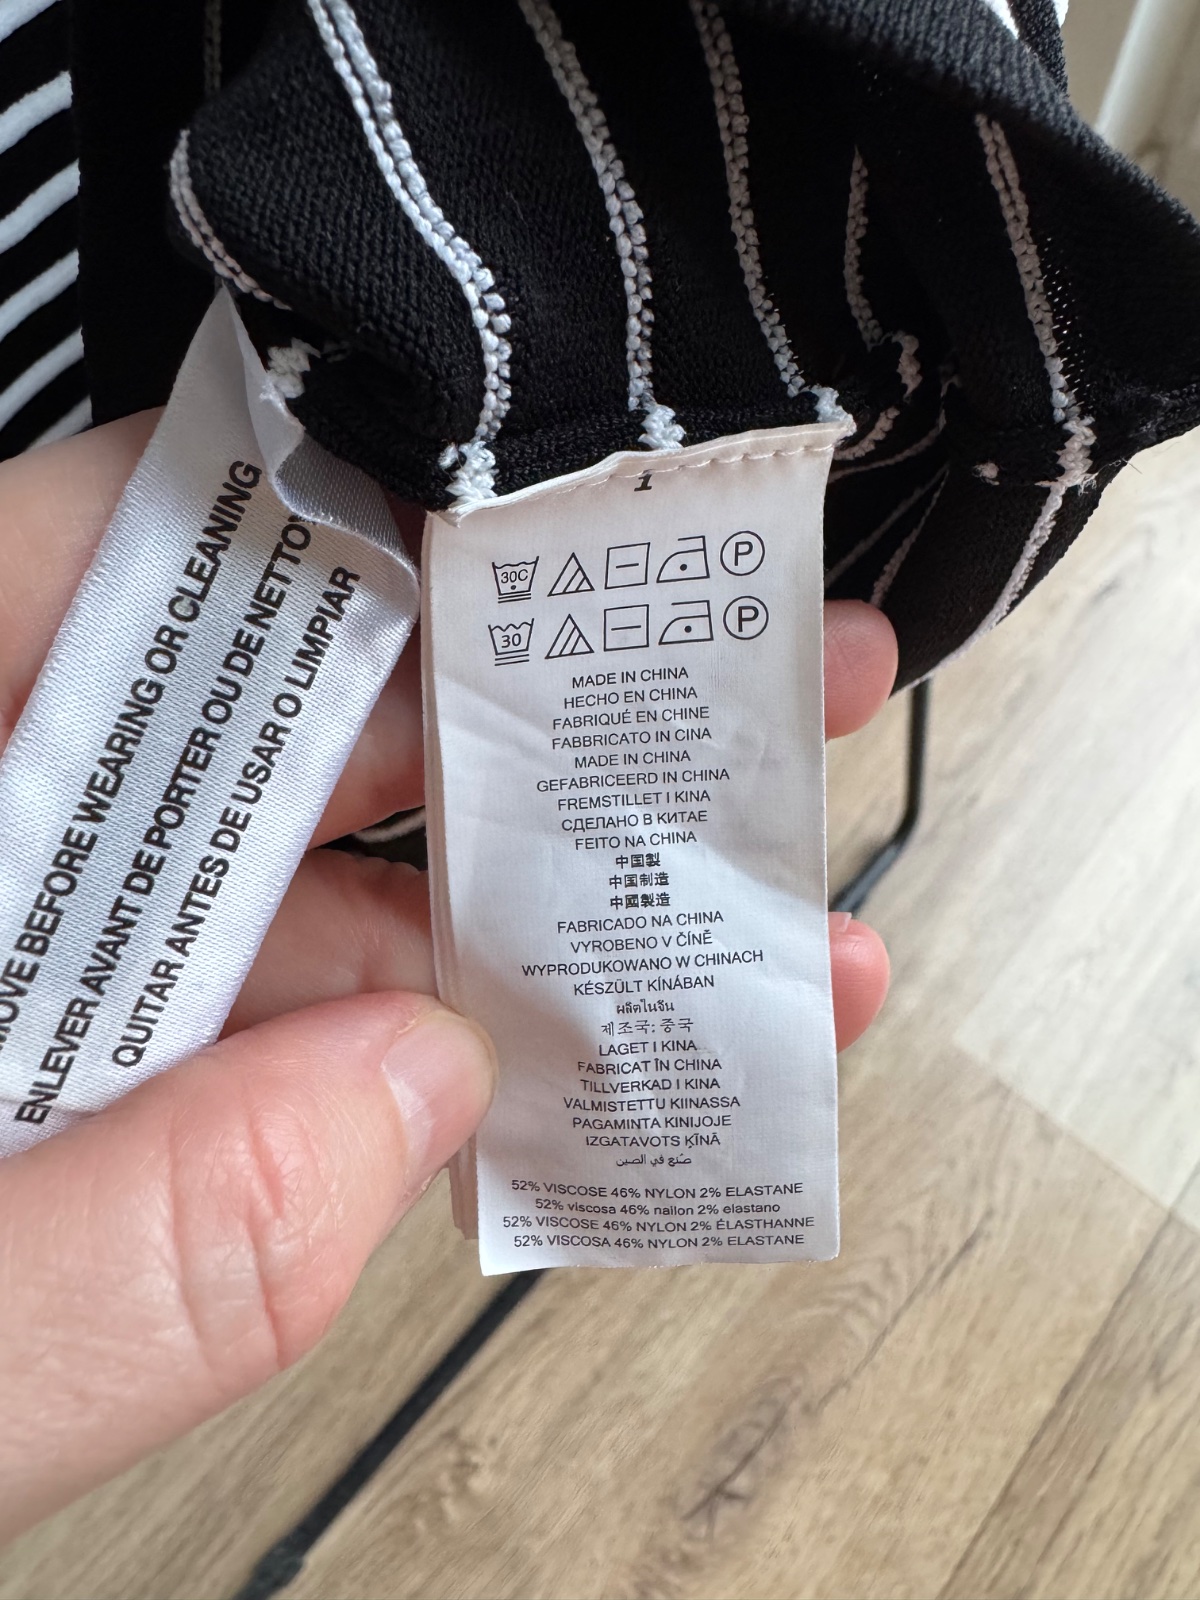 MOVE BEFORE WEARING OR CLEANING
ENLEVER AVANT DE PORTER OU DE NETTOY
QUITAR ANTES DE USAR O LIMPIAR
1
30C P
30 P
MADE IN CHINA
HECHO EN CHINA
FABRIQUÉ EN CHINE
FABBRICATO IN CINA
MADE IN CHINA
GEFABRICEERD IN CHINA
FREMSTILLET I KINA
СДЕЛАНО В КИТАЕ
FEITO NA CHINA
中国製
中国制造
中國製造
FABRICADO NA CHINA
VYROBENO V ČÍNĚ
WYPRODUKOWANO W CHINACH
KÉSZÜLT KÍNÁBAN
ผลิตในจีน
제조국: 중국
LAGET I KINA
FABRICAT ÎN CHINA
TILLVERKAD I KINA
VALMISTETTU KIINASSA
PAGAMINTA KINIJOJE
IZGATAVOTS ĶĪNĀ
صُنع في الصين
52% VISCOSE 46% NYLON 2% ELASTANE
52% viscosa 46% nailon 2% elastano
52% VISCOSE 46% NYLON 2% ÉLASTHANNE
52% VISCOSA 46% NYLON 2% ELASTANE